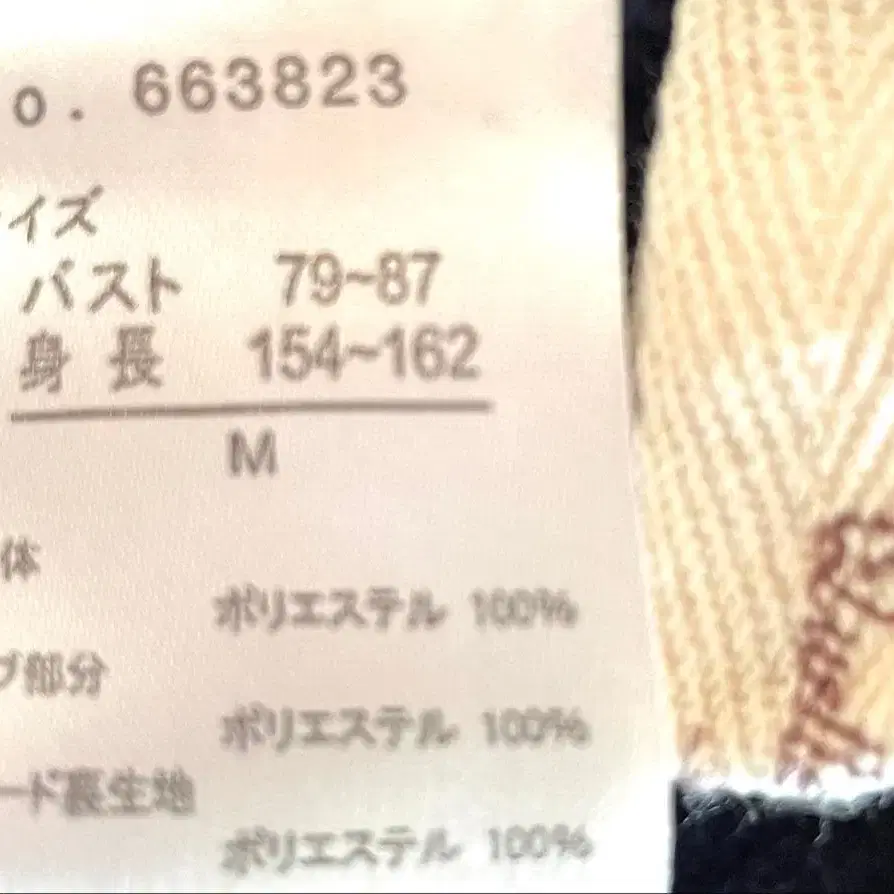 o. 663823
イズ
バスト 79~87
身長 154~162
M
体
ポリエステル 100%
ブ部分
ポリエステル 100%
ード裏生地
ポリエステル 100%